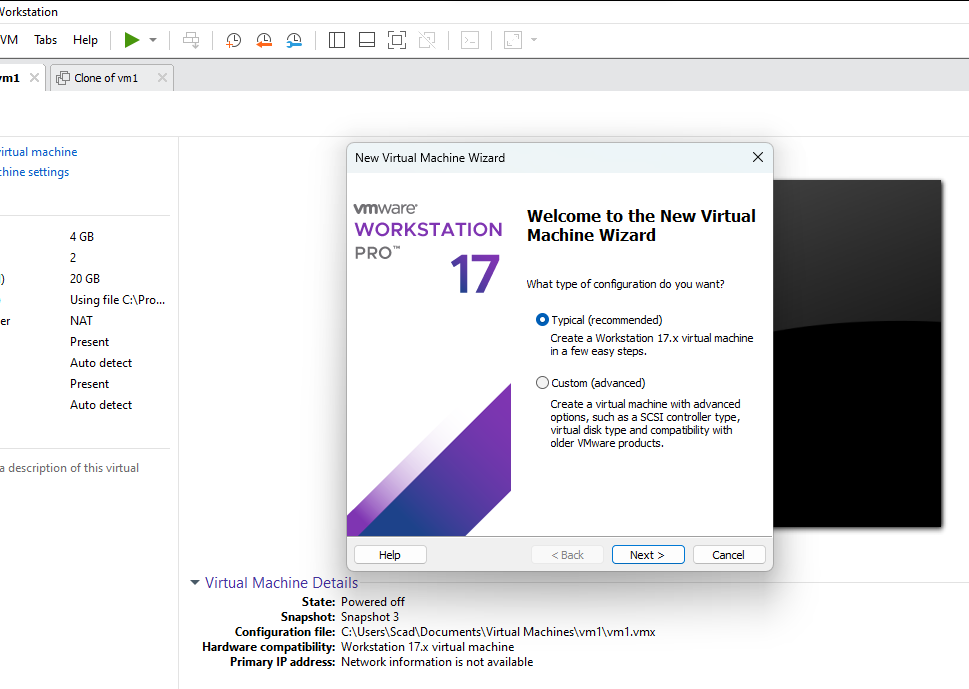 Workstation
VM Tabs Help
vm1 Clone of vm1
virtual machine
chine settings
4 GB
2
) 20 GB
Using file C:\Pro...
er NAT
Present
Auto detect
Present
Auto detect
a description of this virtual
New Virtual Machine Wizard
vmware®
WORKSTATION
PRO™
17
Welcome to the New Virtual
Machine Wizard
What type of configuration do you want?
Typical (recommended)
Create a Workstation 17.x virtual machine
in a few easy steps.
Custom (advanced)
Create a virtual machine with advanced
options, such as a SCSI controller type,
virtual disk type and compatibility with
older VMware products.
Help < Back Next > Cancel
Virtual Machine Details
State: Powered off
Snapshot: Snapshot 3
Configuration file: C:\Users\Scad\Documents\Virtual Machines\vm1\vm1.vmx
Hardware compatibility: Workstation 17.x virtual machine
Primary IP address: Network information is not available